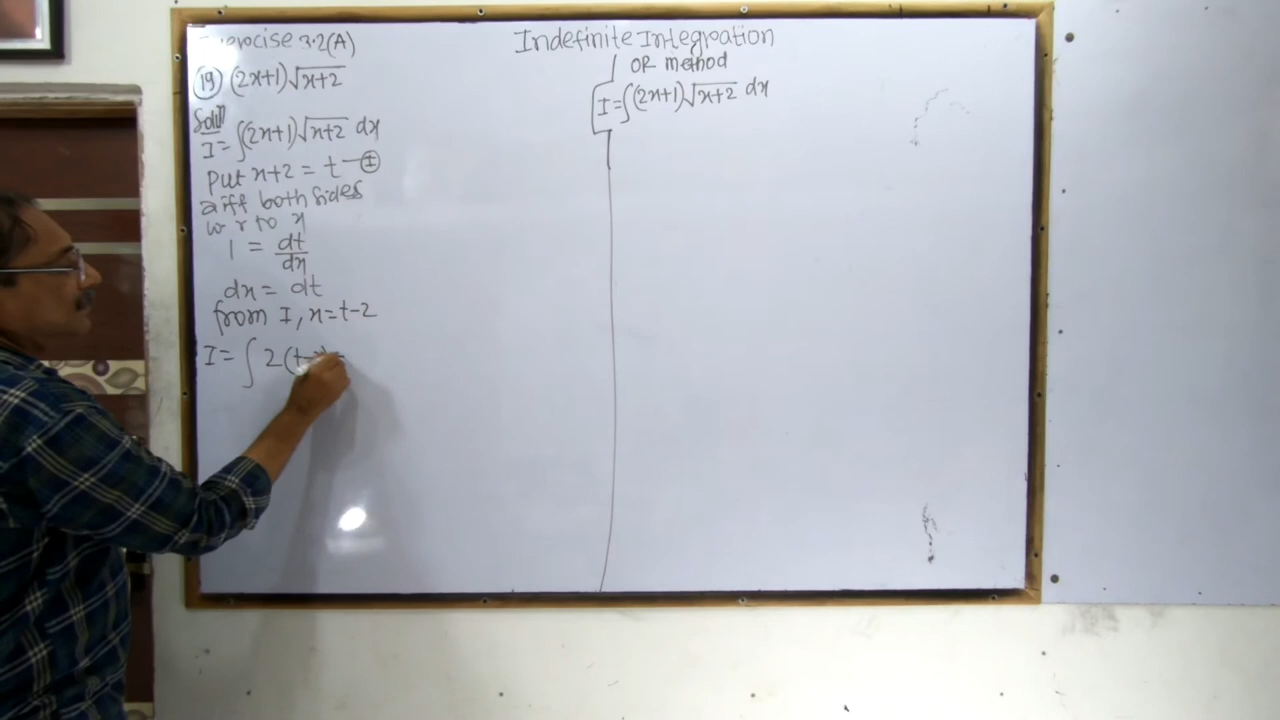 Exercise 3.2(A)
Indefinite Integration
(19) (2x+1)√x+2
Soln
I = ∫(2x+1)√x+2 dx
Put x+2 = t — (I)
diff both sides
w r to x
1 = dt/dx
dx = dt
from I, x=t-2
I = ∫ 2(t-
OR method
I=∫(2x+1)√x+2 dx